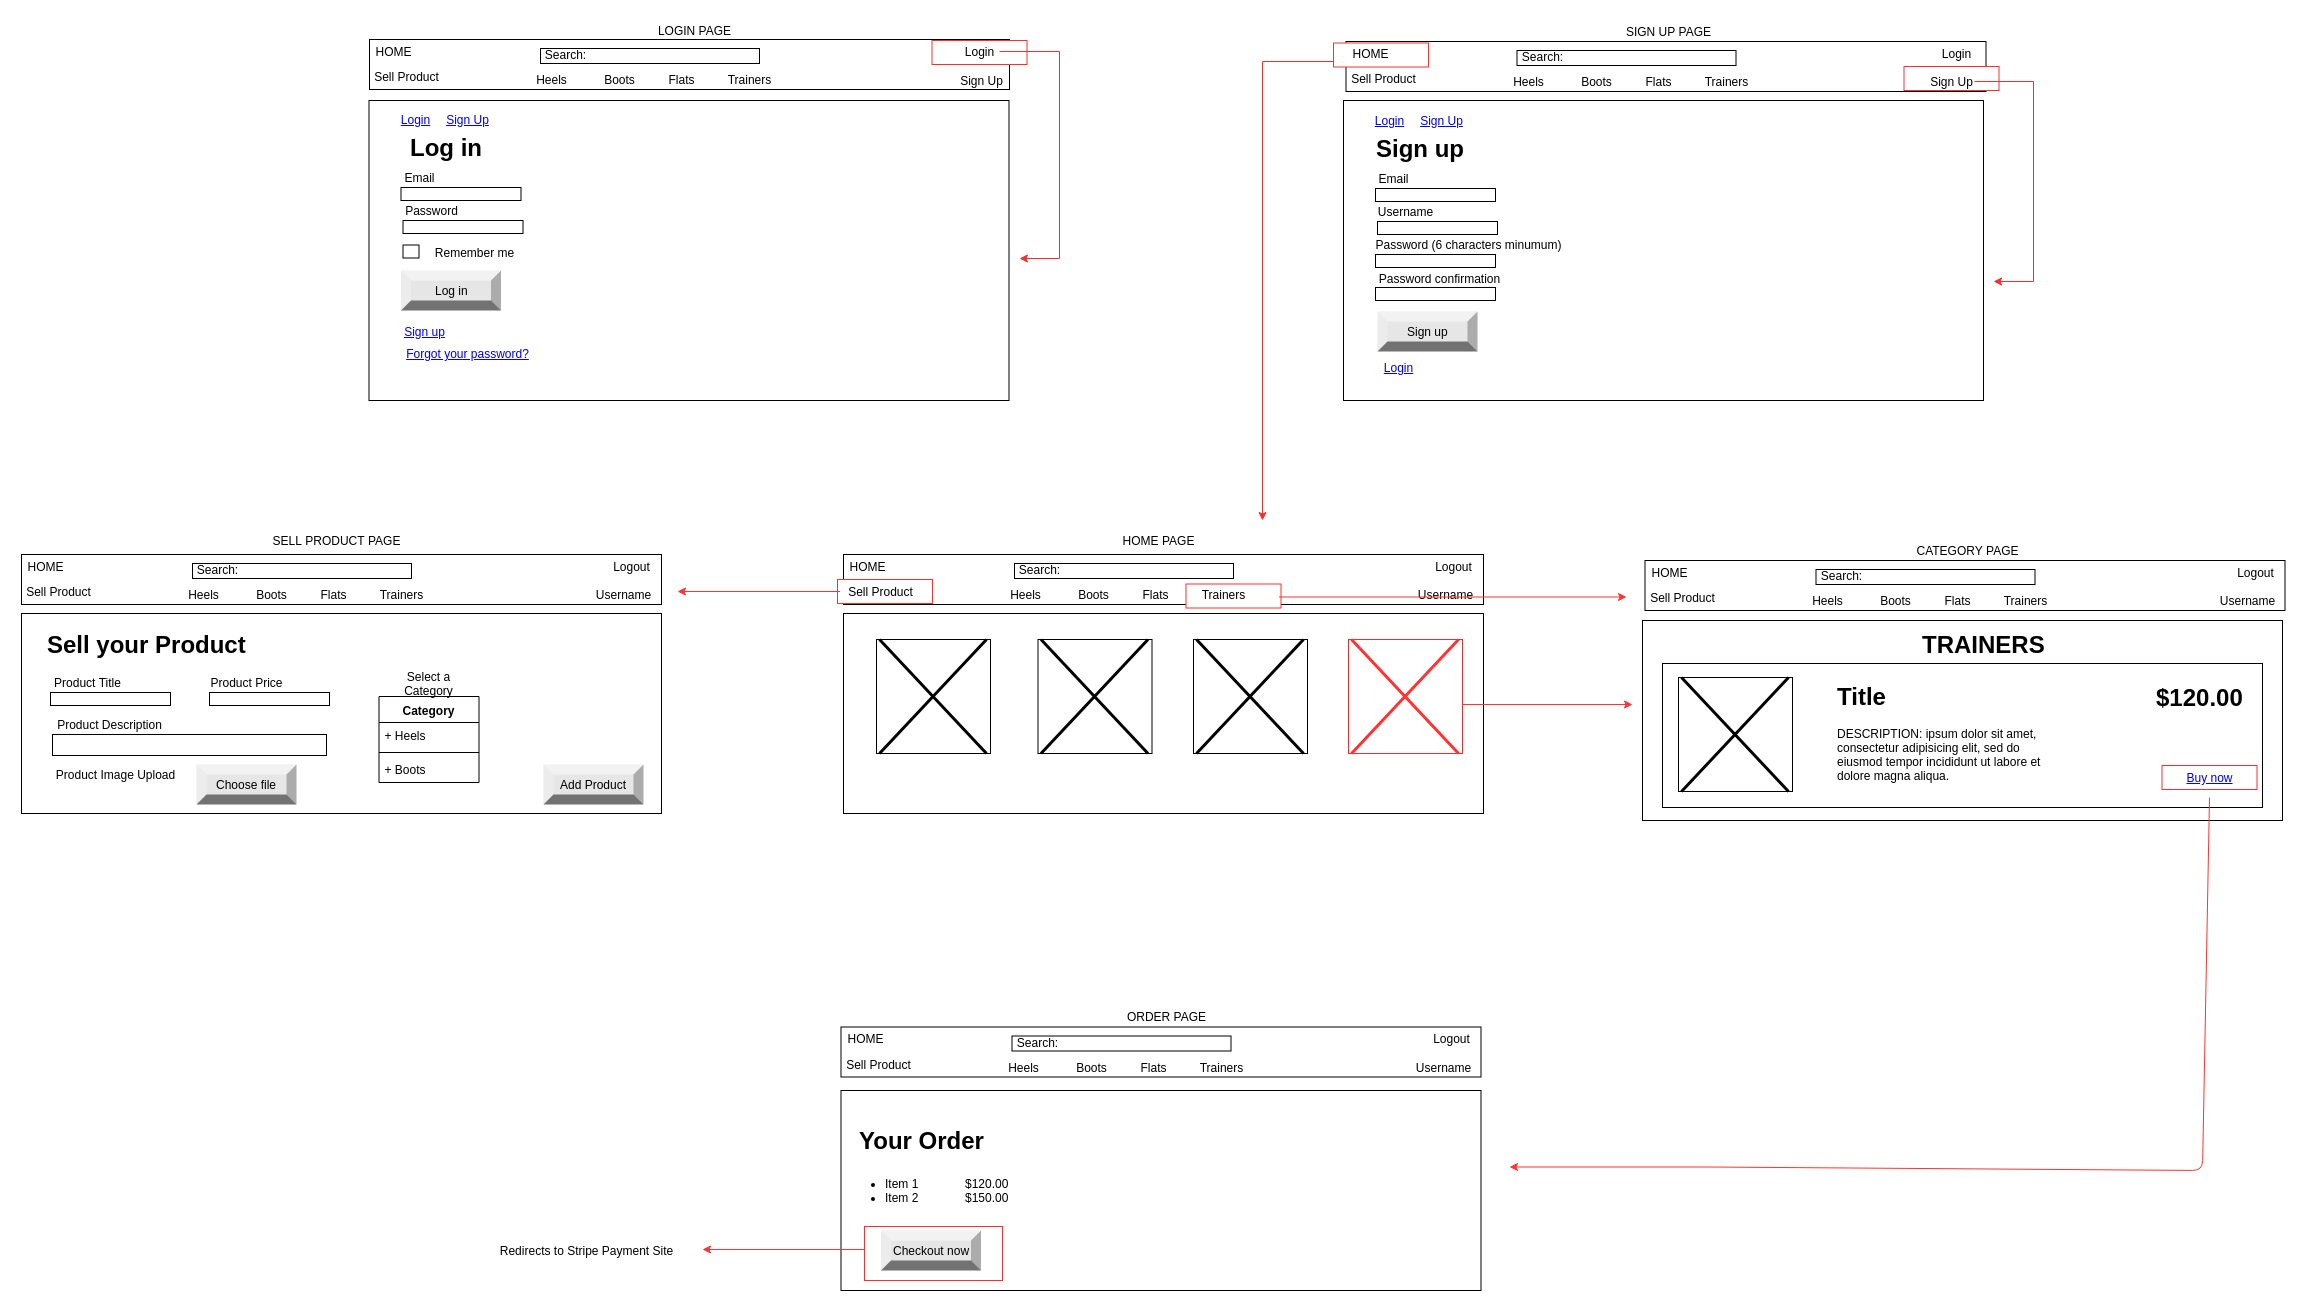 LOGIN PAGE
HOME
Search:
Login
Sell Product
Heels
Boots
Flats
Trainers
Sign Up
Login
Sign Up
Log in
Email
Password
Remember me
Log in
Sign up
Forgot your password?
SIGN UP PAGE
HOME
Search:
Login
Sell Product
Heels
Boots
Flats
Trainers
Sign Up
Login
Sign Up
Sign up
Email
Username
Password (6 characters minumum)
Password confirmation
Sign up
Login
SELL PRODUCT PAGE
HOME
Search:
Logout
Sell Product
Heels
Boots
Flats
Trainers
Username
Sell your Product
Product Title
Product Price
Select a
Category
Category
+ Heels
+ Boots
Product Description
Product Image Upload
Choose file
Add Product
HOME PAGE
HOME
Search:
Logout
Sell Product
Heels
Boots
Flats
Trainers
Username
CATEGORY PAGE
HOME
Search:
Logout
Sell Product
Heels
Boots
Flats
Trainers
Username
TRAINERS
Title
$120.00
DESCRIPTION: ipsum dolor sit amet,
consectetur adipisicing elit, sed do
eiusmod tempor incididunt ut labore et
dolore magna aliqua.
Buy now
ORDER PAGE
HOME
Search:
Logout
Sell Product
Heels
Boots
Flats
Trainers
Username
Your Order
Item 1 $120.00
Item 2 $150.00
Checkout now
Redirects to Stripe Payment Site